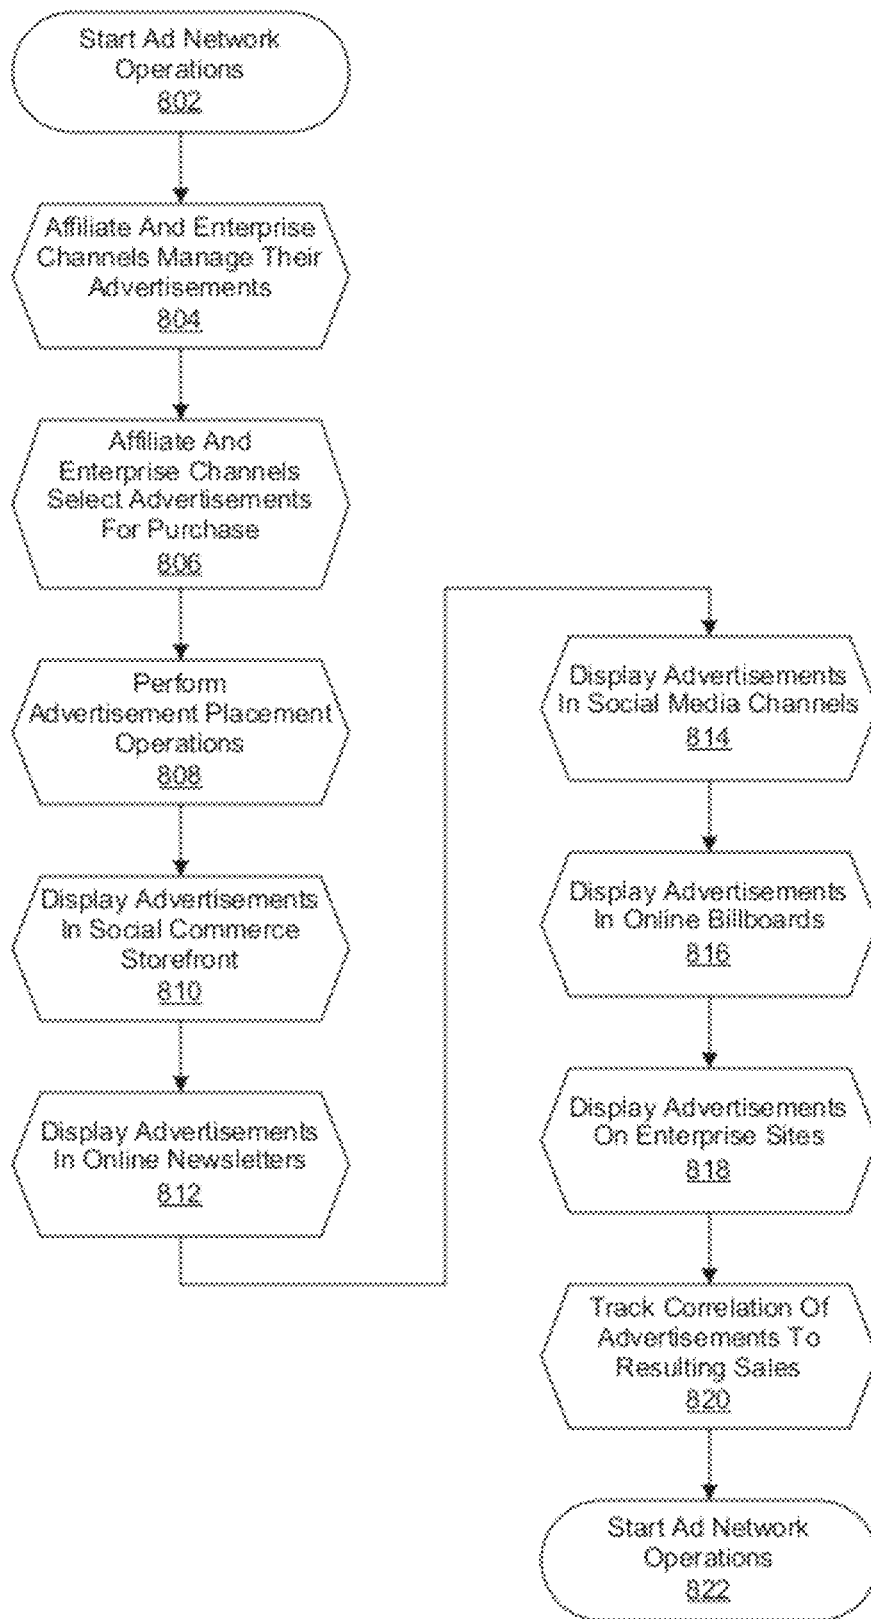 Start Ad Network
Operations
802
Affiliate And Enterprise
Channels Manage Their
Advertisements
804
Affiliate And
Enterprise Channels
Select Advertisements
For Purchase
806
Perform
Advertisement Placement
Operations
808
Display Advertisements
In Social Commerce
Storefront
810
Display Advertisements
In Online Newsletters
812
Display Advertisements
In Social Media Channels
814
Display Advertisements
In Online Billboards
816
Display Advertisements
On Enterprise Sites
818
Track Correlation Of
Advertisements To
Resulting Sales
820
Start Ad Network
Operations
822